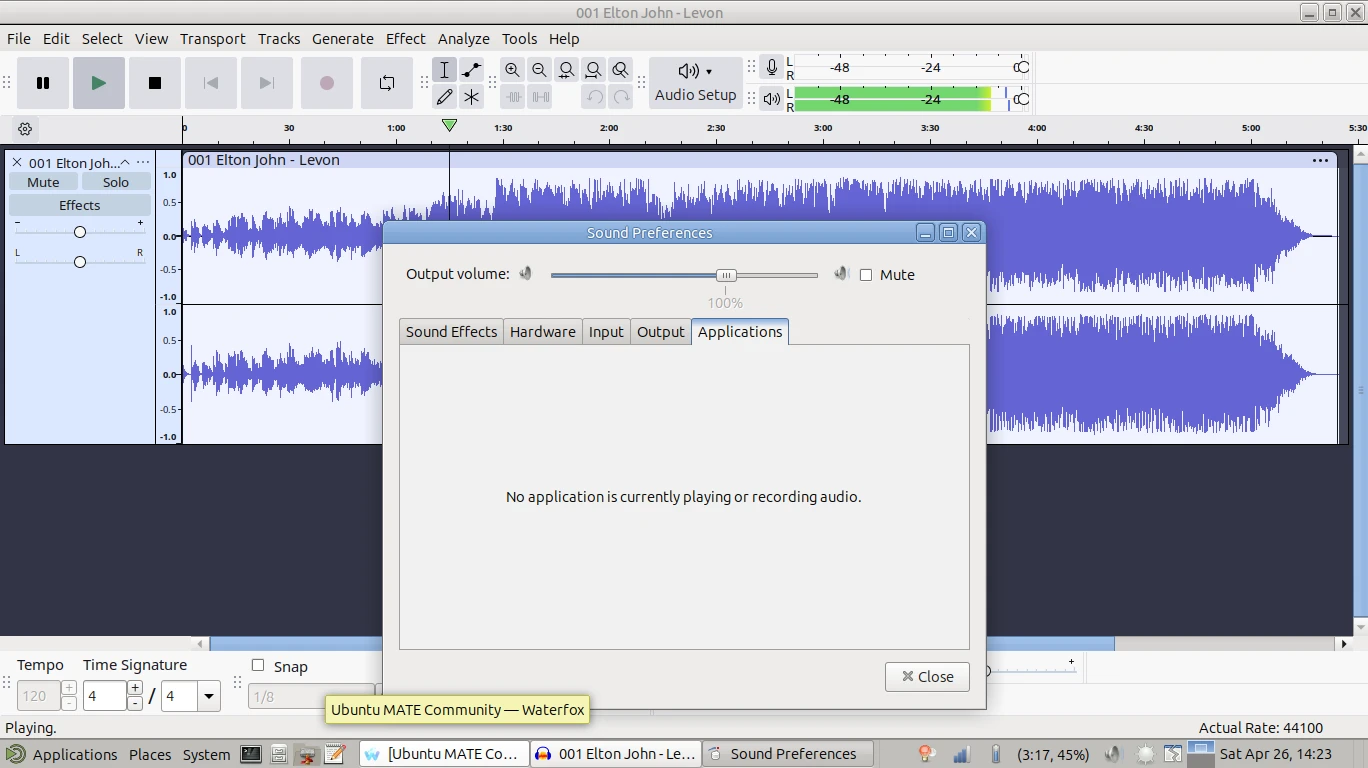 001 Elton John - Levon
File Edit Select View Transport Tracks Generate Effect Analyze Tools Help
L
R
-48 -24 0
Audio Setup
L
R
-48 -24 0
0 30 1:00 1:30 2:00 2:30 3:00 3:30 4:00 4:30 5:00 5:30
001 Elton Joh... ...
Mute Solo
Effects
- +
L R
1.0
0.5
0.0
-0.5
-1.0
1.0
0.5
0.0
-0.5
-1.0
001 Elton John - Levon
Sound Preferences
Output volume:
Mute
100%
Sound Effects Hardware Input Output Applications
No application is currently playing or recording audio.
Close
Tempo Time Signature
Snap
120 + - 4 + - / 4
1/8
+
Ubuntu MATE Community — Waterfox
Playing.
Actual Rate: 44100
Applications Places System [Ubuntu MATE Co... 001 Elton John - Le... Sound Preferences (3:17, 45%) Sat Apr 26, 14:23